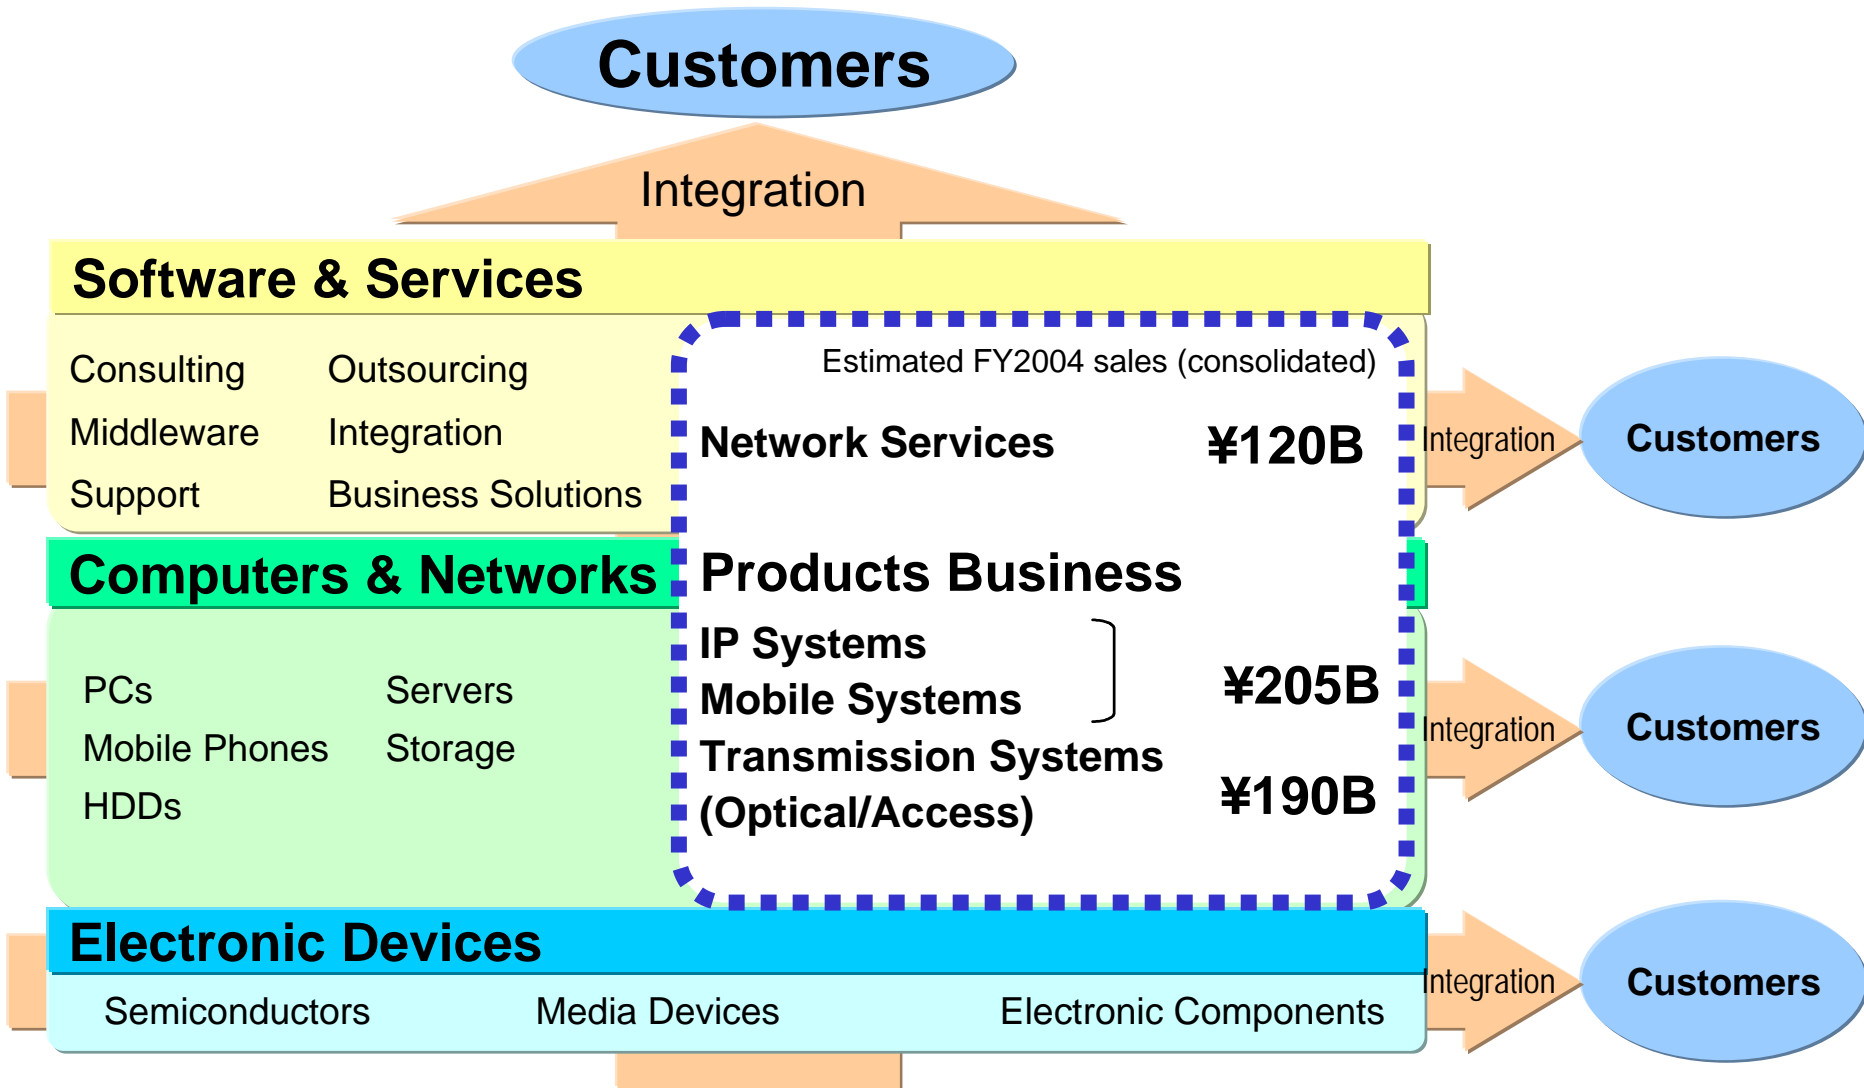 Customers
Integration
Software & Services
Estimated FY2004 sales (consolidated)
Consulting Outsourcing
Middleware Integration
Support Business Solutions
Network Services ¥120B
Integration
Customers
Computers & Networks
Products Business
PCs Servers
Mobile Phones Storage
HDDs
IP Systems
Mobile Systems
¥205B
Transmission Systems
(Optical/Access)
¥190B
Integration
Customers
Electronic Devices
Semiconductors Media Devices Electronic Components
Integration
Customers